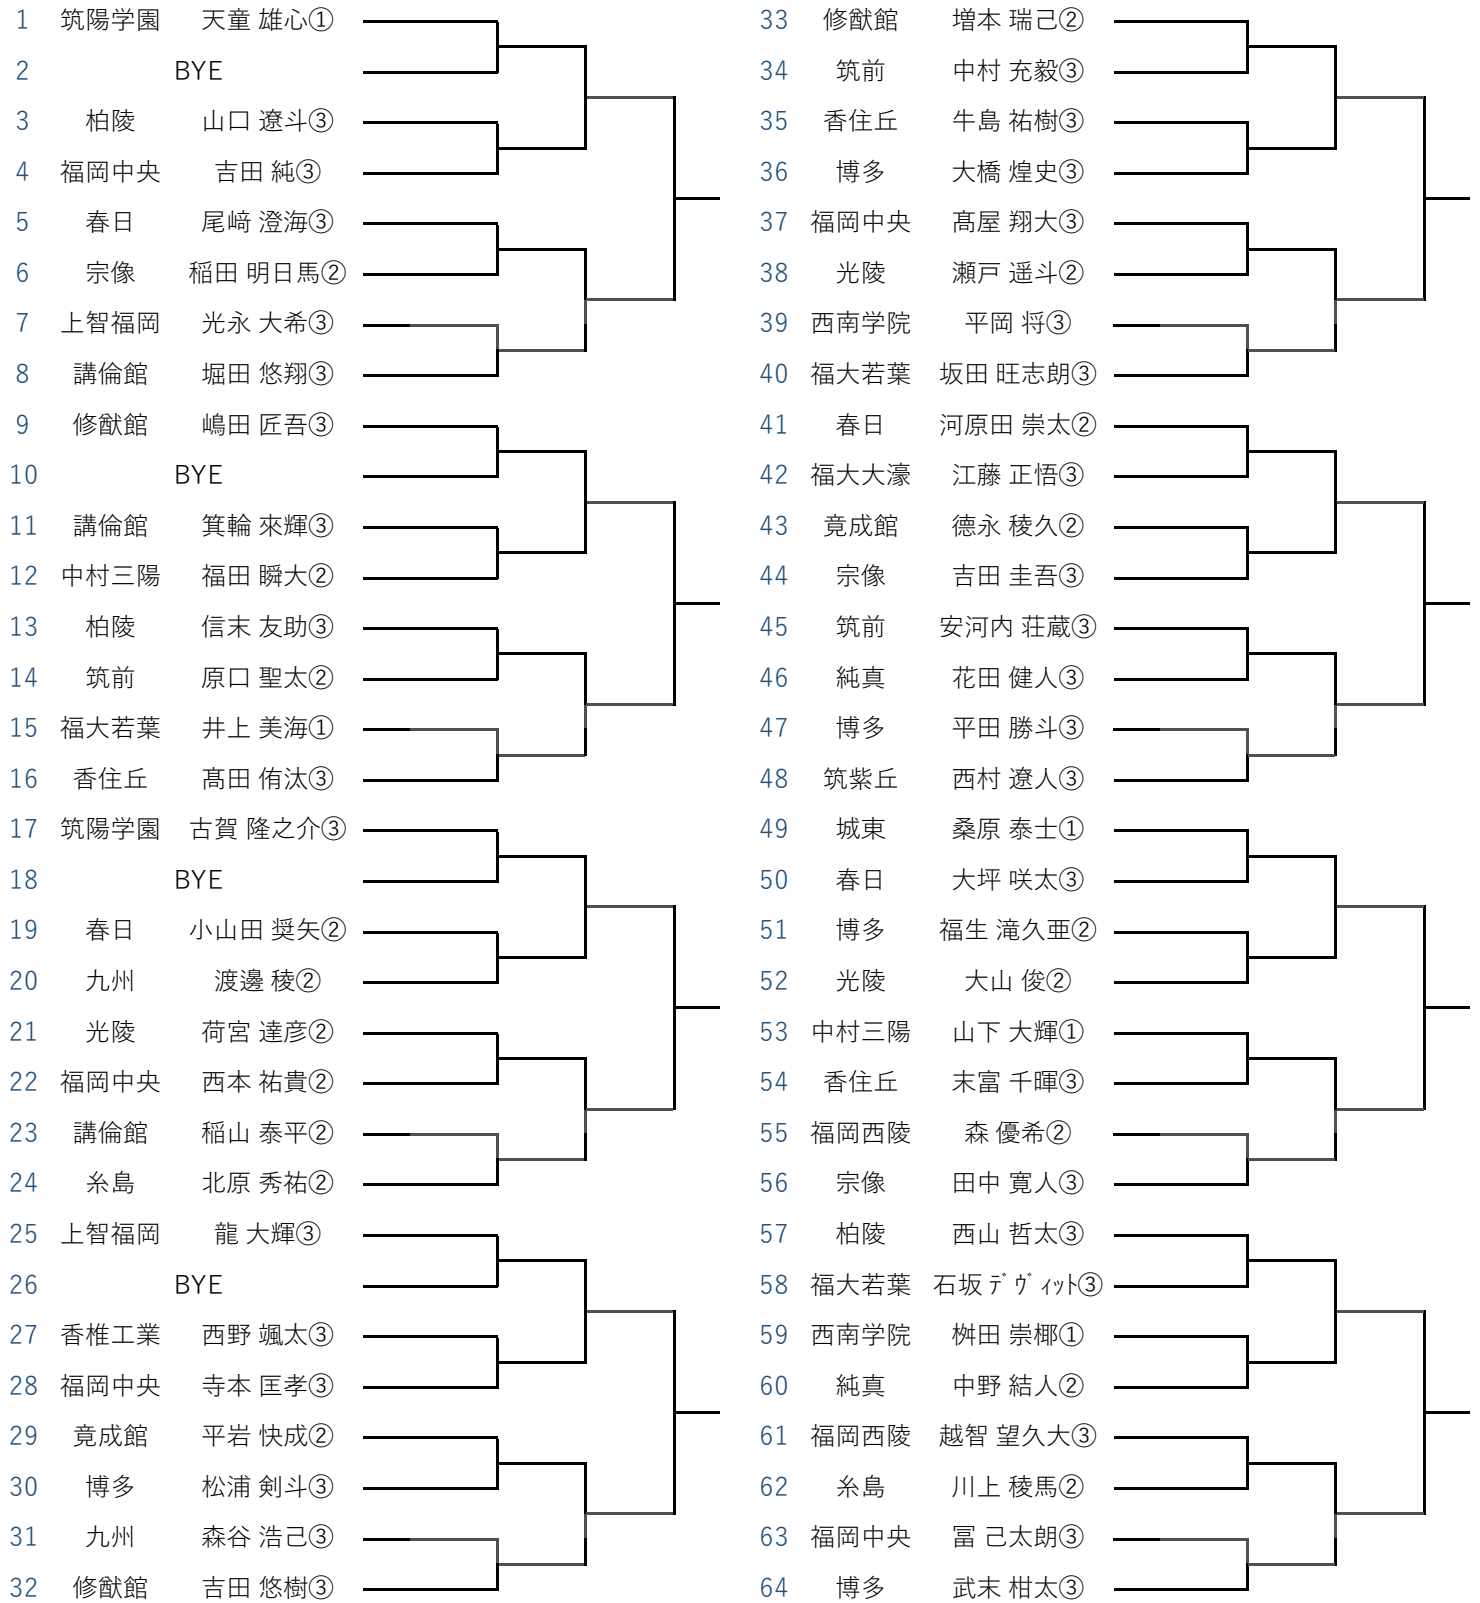 1 筑陽学園 天童 雄心①
2 BYE
3 柏陵 山口 遼斗③
4 福岡中央 吉田 純③
5 春日 尾﨑 澄海③
6 宗像 稲田 明日馬②
7 上智福岡 光永 大希③
8 講倫館 堀田 悠翔③
9 修猷館 嶋田 匠吾③
10 BYE
11 講倫館 箕輪 來輝③
12 中村三陽 福田 瞬大②
13 柏陵 信末 友助③
14 筑前 原口 聖太②
15 福大若葉 井上 美海①
16 香住丘 髙田 侑汰③
17 筑陽学園 古賀 隆之介③
18 BYE
19 春日 小山田 奨矢②
20 九州 渡邊 稜②
21 光陵 荷宮 達彦②
22 福岡中央 西本 祐貴②
23 講倫館 稲山 泰平②
24 糸島 北原 秀祐②
25 上智福岡 龍 大輝③
26 BYE
27 香椎工業 西野 颯太③
28 福岡中央 寺本 匡孝③
29 竟成館 平岩 快成②
30 博多 松浦 剣斗③
31 九州 森谷 浩己③
32 修猷館 吉田 悠樹③
33 修猷館 増本 瑞己②
34 筑前 中村 充毅③
35 香住丘 牛島 祐樹③
36 博多 大橋 煌史③
37 福岡中央 髙屋 翔大③
38 光陵 瀬戸 遥斗②
39 西南学院 平岡 将③
40 福大若葉 坂田 旺志朗③
41 春日 河原田 崇太②
42 福大大濠 江藤 正悟③
43 竟成館 德永 稜久②
44 宗像 吉田 圭吾③
45 筑前 安河内 荘蔵③
46 純真 花田 健人③
47 博多 平田 勝斗③
48 筑紫丘 西村 遼人③
49 城東 桑原 泰士①
50 春日 大坪 咲太③
51 博多 福生 滝久亜②
52 光陵 大山 俊②
53 中村三陽 山下 大輝①
54 香住丘 末富 千暉③
55 福岡西陵 森 優希②
56 宗像 田中 寛人③
57 柏陵 西山 哲太③
58 福大若葉 石坂 ﾃﾞヴｨｯﾄ③
59 西南学院 桝田 崇梛①
60 純真 中野 結人②
61 福岡西陵 越智 望久大③
62 糸島 川上 稜馬②
63 福岡中央 冨 己太朗③
64 博多 武末 柑太③